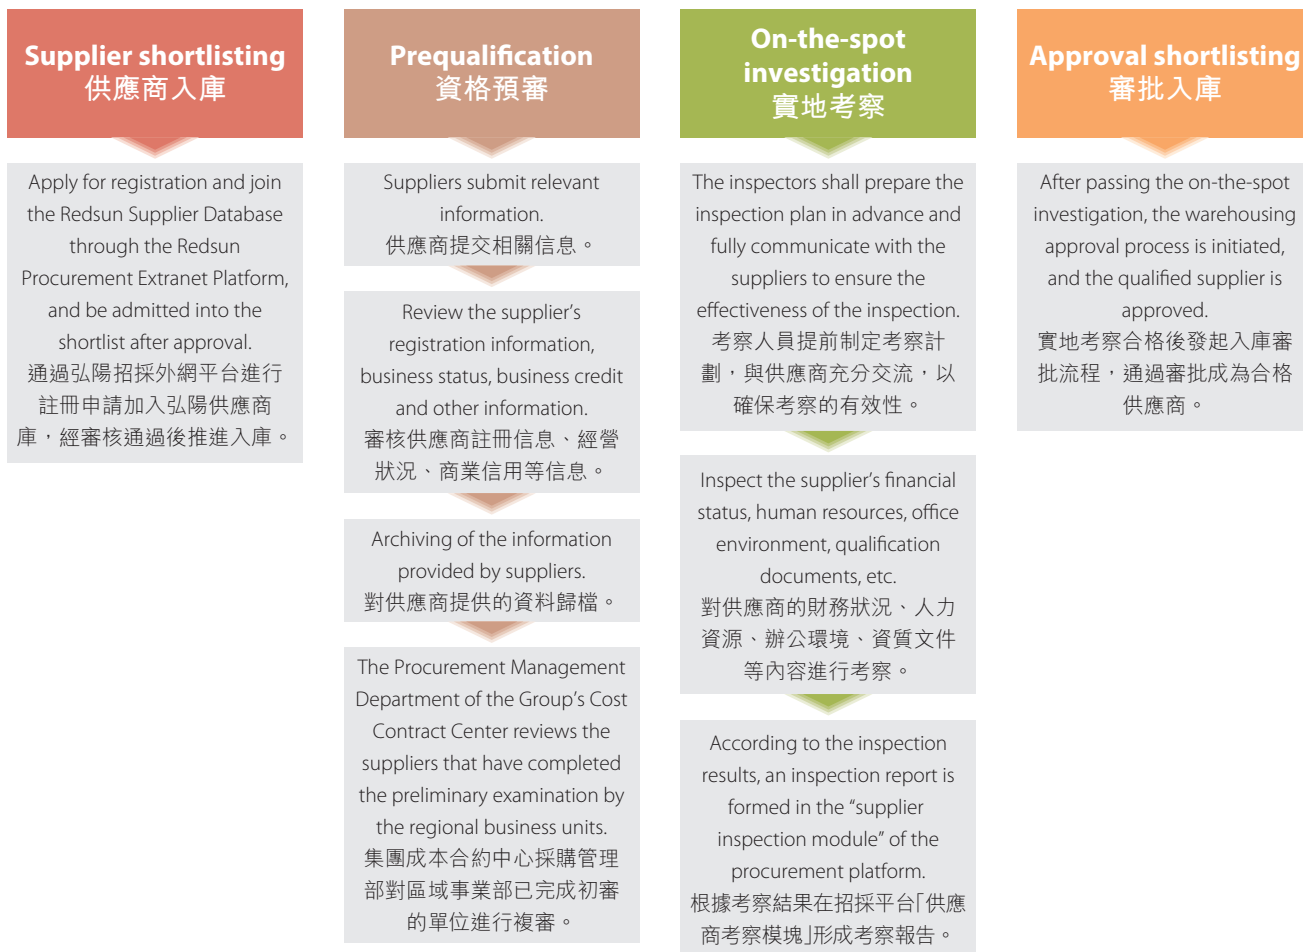 Supplier shortlisting
供應商入庫
Apply for registration and join
the Redsun Supplier Database
through the Redsun
Procurement Extranet Platform,
and be admitted into the
shortlist after approval.
通過弘陽招採外網平台進行
註冊申請加入弘陽供應商
庫，經審核通過後推進入庫。
Prequalification
資格預審
Suppliers submit relevant
information.
供應商提交相關信息。
Review the supplier’s
registration information,
business status, business credit
and other information.
審核供應商註冊信息、經營
狀況、商業信用等信息。
Archiving of the information
provided by suppliers.
對供應商提供的資料歸檔。
The Procurement Management
Department of the Group’s Cost
Contract Center reviews the
suppliers that have completed
the preliminary examination by
the regional business units.
集團成本合約中心採購管理
部對區域事業部已完成初審
的單位進行複審。
On-the-spot
investigation
實地考察
The inspectors shall prepare the
inspection plan in advance and
fully communicate with the
suppliers to ensure the
effectiveness of the inspection.
考察人員提前制定考察計
劃，與供應商充分交流，以
確保考察的有效性。
Inspect the supplier’s financial
status, human resources, office
environment, qualification
documents, etc.
對供應商的財務狀況、人力
資源、辦公環境、資質文件
等內容進行考察。
According to the inspection
results, an inspection report is
formed in the “supplier
inspection module” of the
procurement platform.
根據考察結果在招採平台「供應
商考察模塊」形成考察報告。
Approval shortlisting
審批入庫
After passing the on-the-spot
investigation, the warehousing
approval process is initiated,
and the qualified supplier is
approved.
實地考察合格後發起入庫審
批流程，通過審批成為合格
供應商。